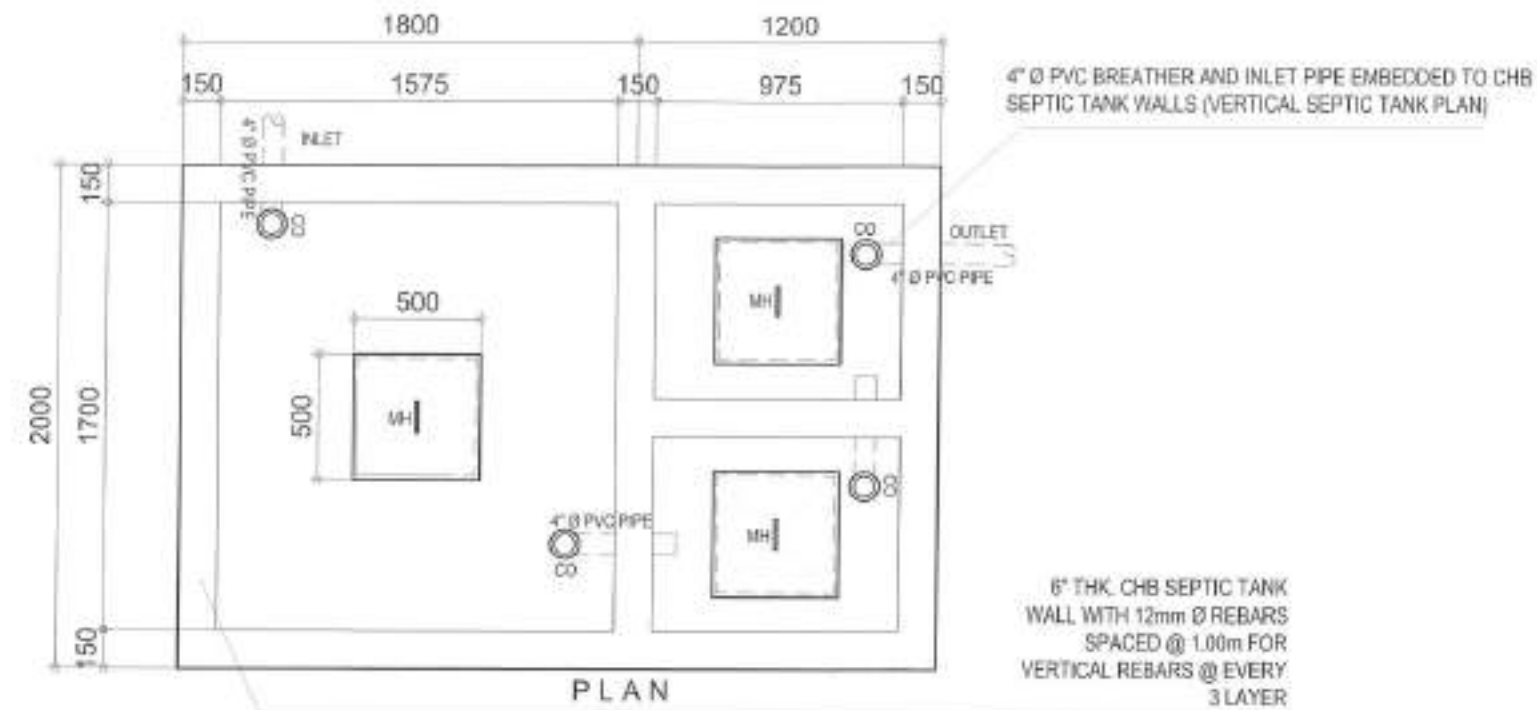 1800
1200
150
1575
150
975
150
4" Ø PVC BREATHER AND INLET PIPE EMBEDDED TO CHB
SEPTIC TANK WALLS (VERTICAL SEPTIC TANK PLAN)
4" Ø PVC PIPE
INLET
150
CO
CO
OUTLET
4" Ø PVC PIPE
MH
500
500
MH
2000
1700
CO
4" Ø PVC PIPE
CO
MH
150
6" THK. CHB SEPTIC TANK
WALL WITH 12mm Ø REBARS
SPACED @ 1.00m FOR
VERTICAL REBARS @ EVERY
3 LAYER
PLAN